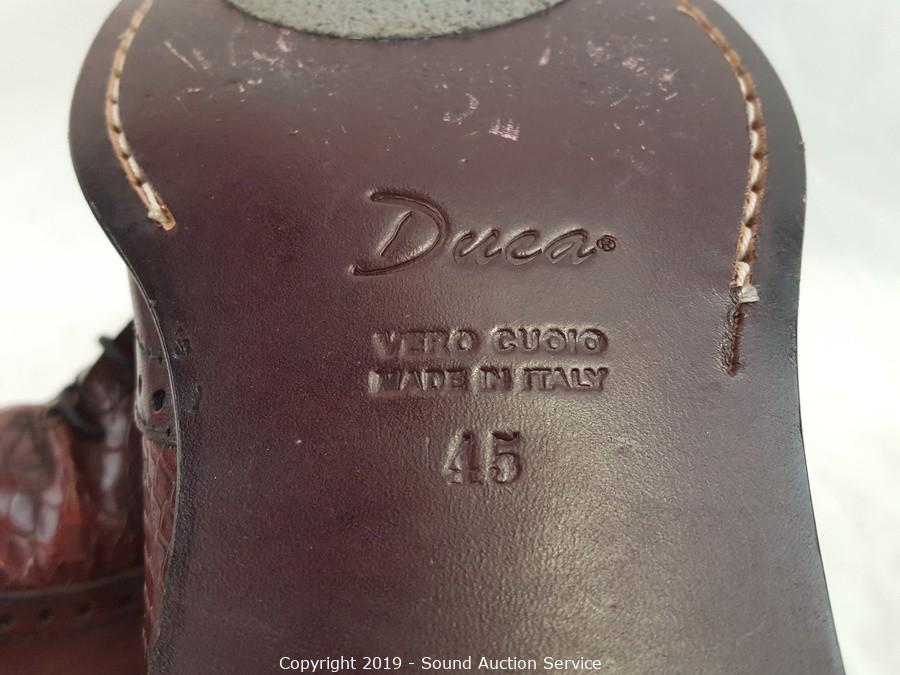 Duca®
VERO CUOIO
MADE IN ITALY
45
Copyright 2019 - Sound Auction Service